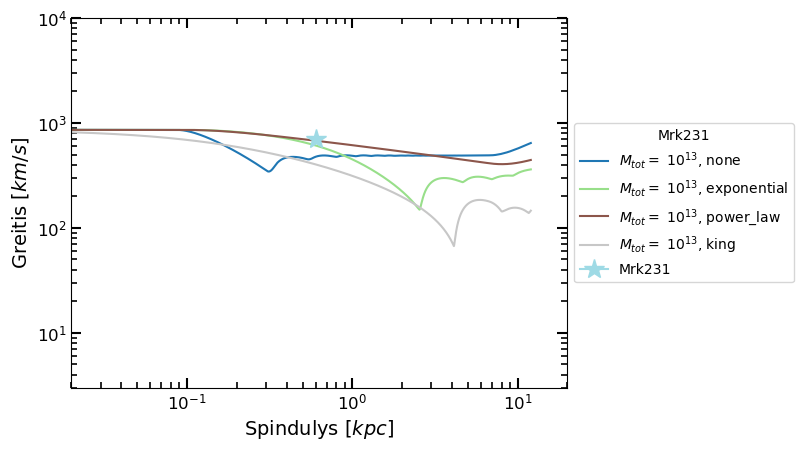 10^4
10^3
10^2
10^1
Greitis [km/s]
10^-1
10^0
10^1
Spindulys [kpc]
Mrk231
M_tot = 10^13, none
M_tot = 10^13, exponential
M_tot = 10^13, power_law
M_tot = 10^13, king
Mrk231